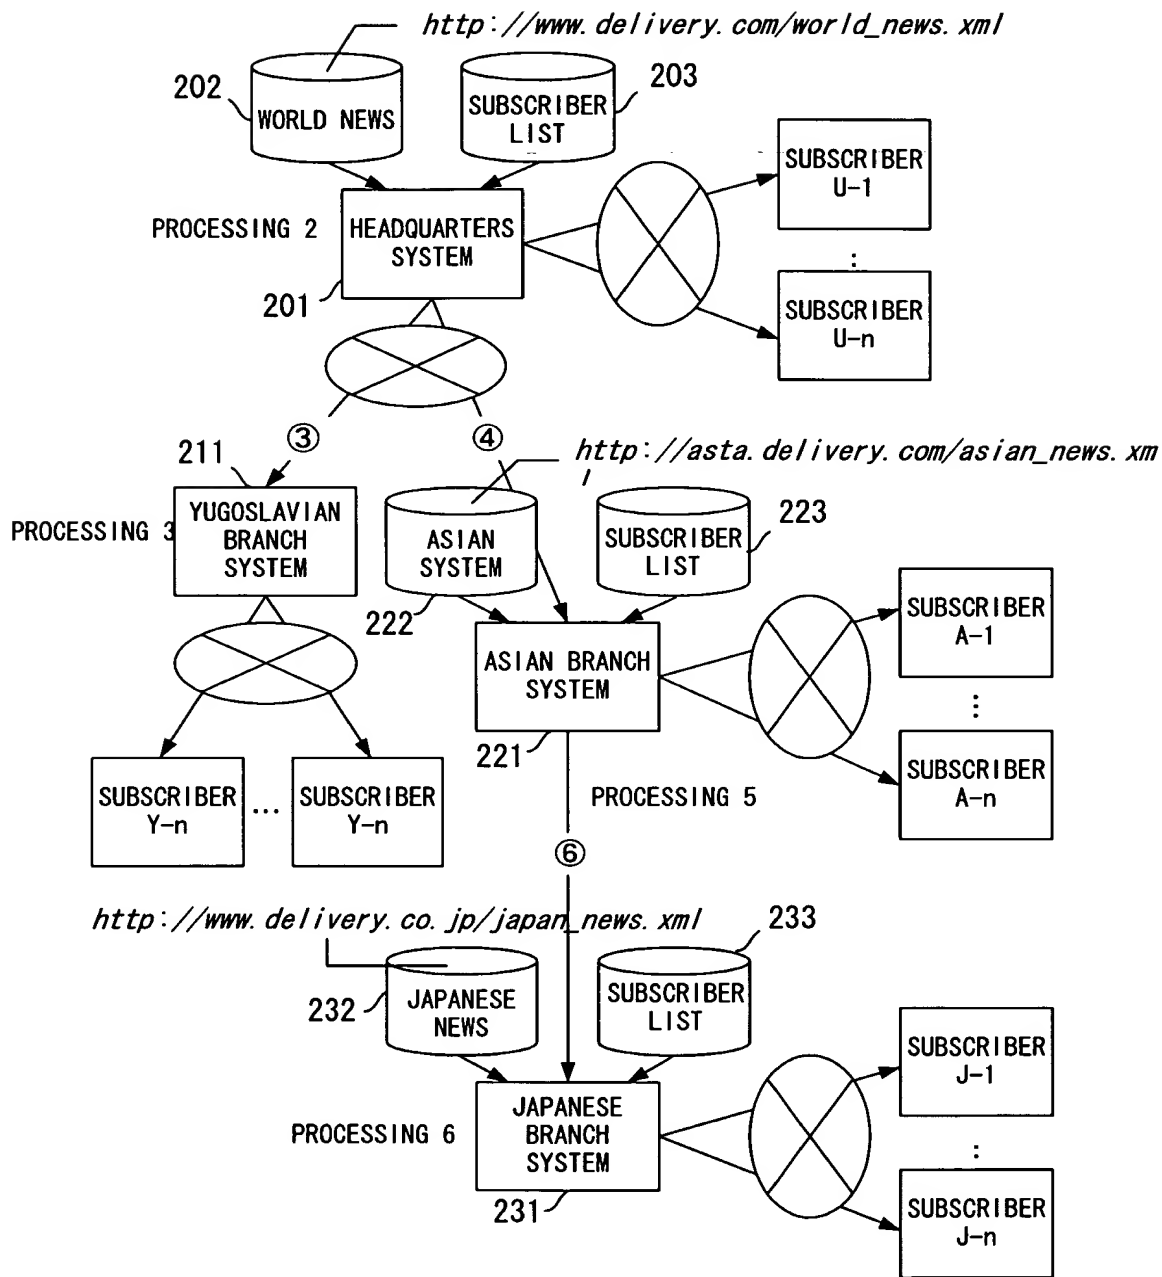 http://www.delivery.com/world_news.xml
202
203
WORLD NEWS
SUBSCRIBER
LIST
SUBSCRIBER
U-1
PROCESSING 2
HEADQUARTERS
SYSTEM
:
201
SUBSCRIBER
U-n
③
④
211
http://asta.delivery.com/asian_news.xm
l
223
PROCESSING 3
YUGOSLAVIAN
BRANCH
SYSTEM
ASIAN
SYSTEM
SUBSCRIBER
LIST
222
SUBSCRIBER
A-1
ASIAN BRANCH
SYSTEM
⋮
221
SUBSCRIBER
A-n
SUBSCRIBER
Y-n
...
SUBSCRIBER
Y-n
PROCESSING 5
⑥
http://www.delivery.co.jp/japan_news.xml
233
232
JAPANESE
NEWS
SUBSCRIBER
LIST
SUBSCRIBER
J-1
PROCESSING 6
JAPANESE
BRANCH
SYSTEM
:
231
SUBSCRIBER
J-n